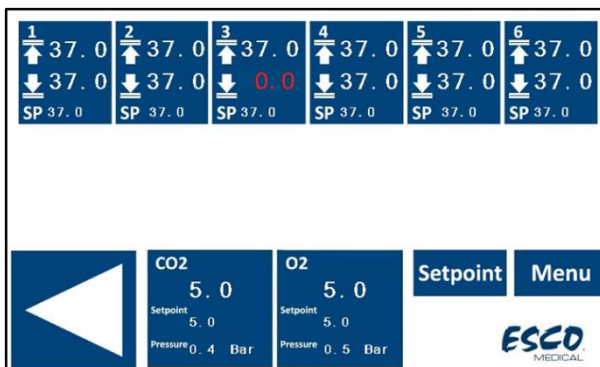 1 2 3 4 5 6
37.0 37.0 37.0 37.0 37.0 37.0
37.0 37.0 0.0 37.0 37.0 37.0
SP 37.0 SP 37.0 SP 37.0 SP 37.0 SP 37.0 SP 37.0
CO2
5.0
Setpoint
5.0
Pressure 0.4 Bar
O2
5.0
Setpoint
5.0
Pressure 0.5 Bar
Setpoint
Menu
ESCO
MEDICAL